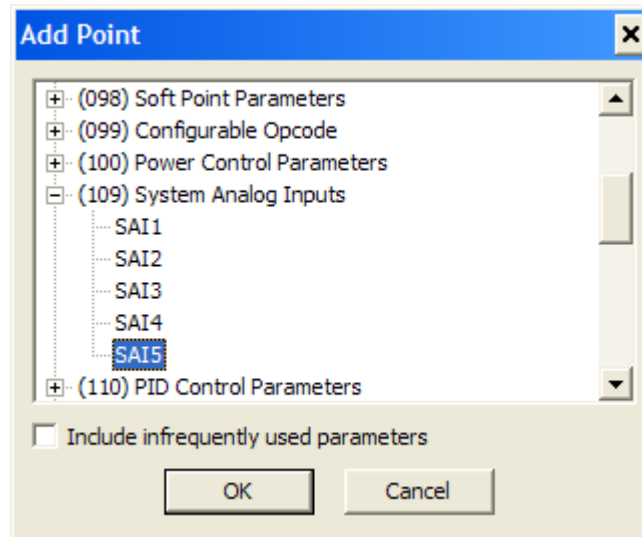 Add Point
(098) Soft Point Parameters
(099) Configurable Opcode
(100) Power Control Parameters
(109) System Analog Inputs
SAI1
SAI2
SAI3
SAI4
SAI5
(110) PID Control Parameters
Include infrequently used parameters
OK Cancel